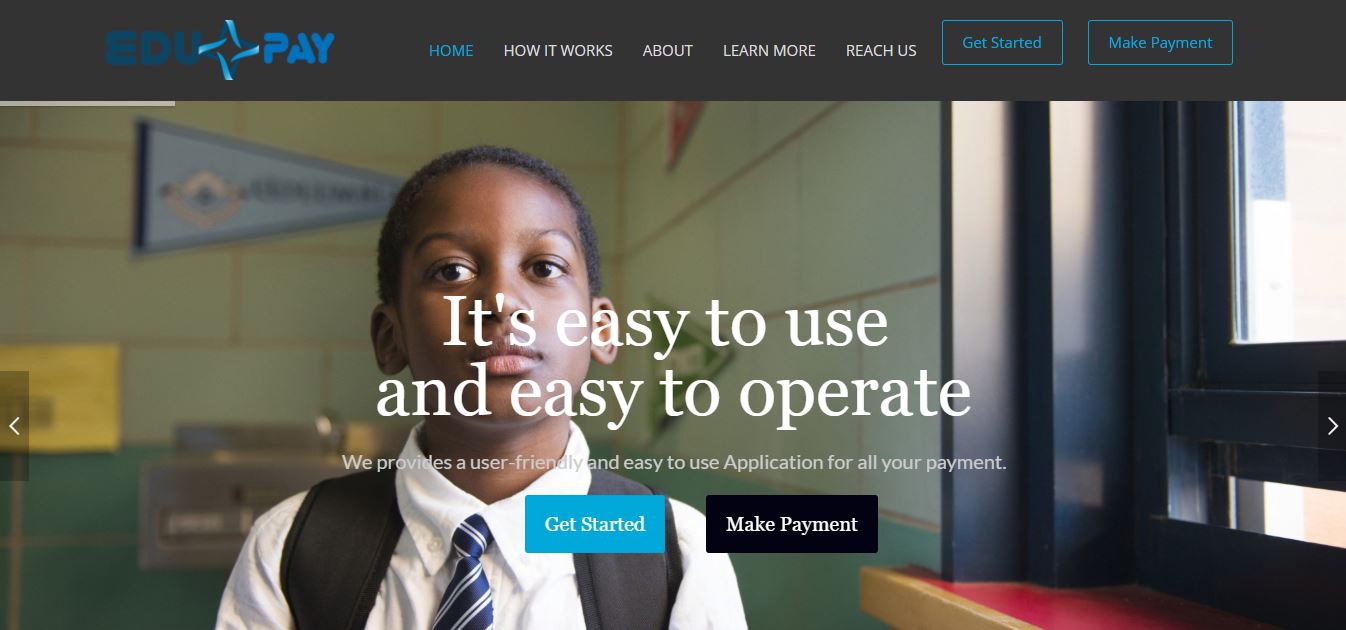 EDU PAY
HOME
HOW IT WORKS
ABOUT
LEARN MORE
REACH US
Get Started
Make Payment
It's easy to use
and easy to operate
We provides a user-friendly and easy to use Application for all your payment.
Get Started
Make Payment